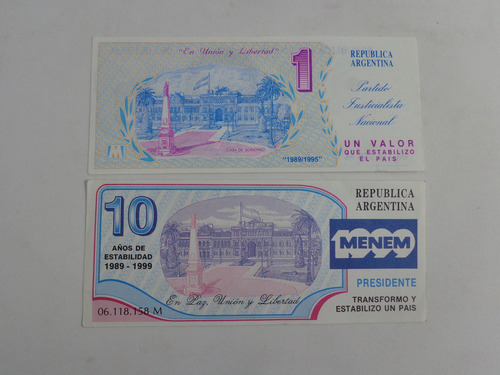 "En Unión y Libertad"
1
REPUBLICA
ARGENTINA
Partido
Justicialista
Nacional
UN VALOR
QUE ESTABILIZO
EL PAIS
CASA DE GOBIERNO
M
"1989/1995"
10
AÑOS DE
ESTABILIDAD
1989 - 1999
REPUBLICA
ARGENTINA
1999
MENEM
PRESIDENTE
TRANSFORMO Y
ESTABILIZO UN PAIS
En Paz, Unión y Libertad
06.118.158-M